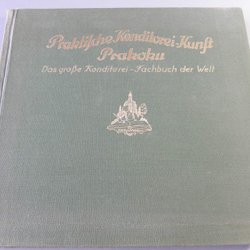 Praktische Konditorei-Kunst
Prakoku
Das große Konditorei-Fachbuch der Welt